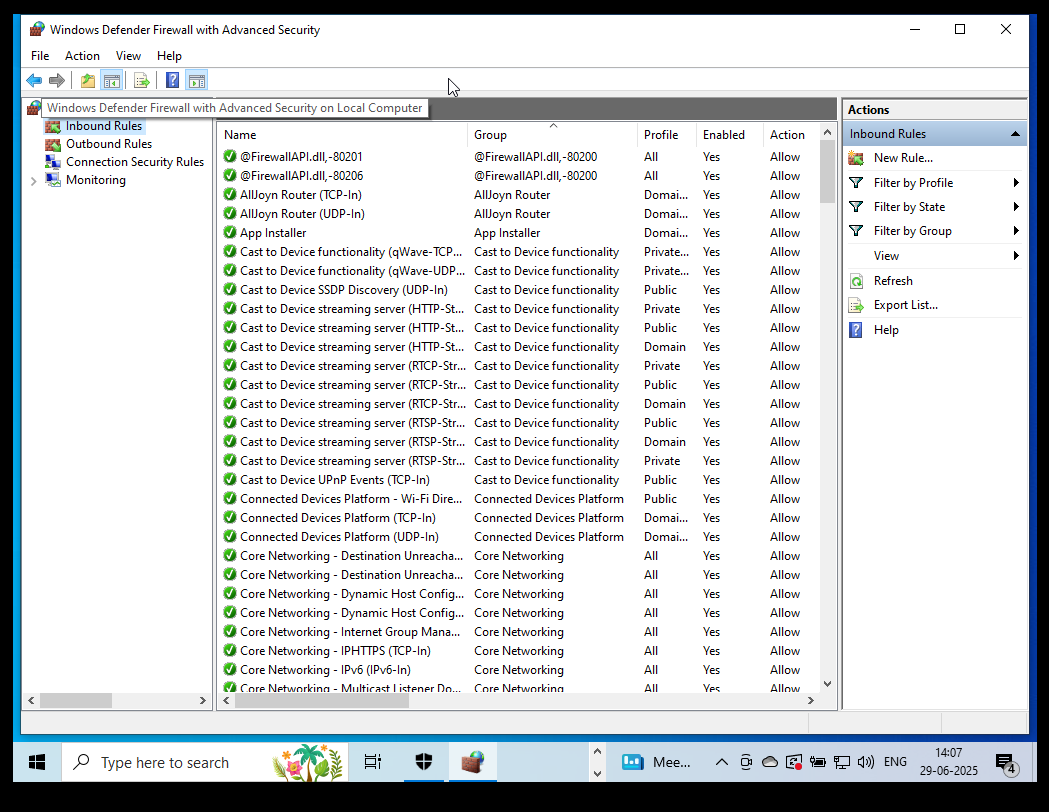 Windows Defender Firewall with Advanced Security
File Action View Help
Windows Defender Firewall with Advanced Security on Local Computer
Inbound Rules
Outbound Rules
Connection Security Rules
Monitoring
Name Group Profile Enabled Action
@FirewallAPI.dll,-80201 @FirewallAPI.dll,-80200 All Yes Allow
@FirewallAPI.dll,-80206 @FirewallAPI.dll,-80200 All Yes Allow
AllJoyn Router (TCP-In) AllJoyn Router Domai... Yes Allow
AllJoyn Router (UDP-In) AllJoyn Router Domai... Yes Allow
App Installer App Installer Domai... Yes Allow
Cast to Device functionality (qWave-TCP... Cast to Device functionality Private... Yes Allow
Cast to Device functionality (qWave-UDP... Cast to Device functionality Private... Yes Allow
Cast to Device SSDP Discovery (UDP-In) Cast to Device functionality Public Yes Allow
Cast to Device streaming server (HTTP-St... Cast to Device functionality Private Yes Allow
Cast to Device streaming server (HTTP-St... Cast to Device functionality Public Yes Allow
Cast to Device streaming server (HTTP-St... Cast to Device functionality Domain Yes Allow
Cast to Device streaming server (RTCP-Str... Cast to Device functionality Private Yes Allow
Cast to Device streaming server (RTCP-Str... Cast to Device functionality Public Yes Allow
Cast to Device streaming server (RTCP-Str... Cast to Device functionality Domain Yes Allow
Cast to Device streaming server (RTSP-Str... Cast to Device functionality Public Yes Allow
Cast to Device streaming server (RTSP-Str... Cast to Device functionality Domain Yes Allow
Cast to Device streaming server (RTSP-Str... Cast to Device functionality Private Yes Allow
Cast to Device UPnP Events (TCP-In) Cast to Device functionality Public Yes Allow
Connected Devices Platform - Wi-Fi Dire... Connected Devices Platform Public Yes Allow
Connected Devices Platform (TCP-In) Connected Devices Platform Domai... Yes Allow
Connected Devices Platform (UDP-In) Connected Devices Platform Domai... Yes Allow
Core Networking - Destination Unreacha... Core Networking All Yes Allow
Core Networking - Destination Unreacha... Core Networking All Yes Allow
Core Networking - Dynamic Host Config... Core Networking All Yes Allow
Core Networking - Dynamic Host Config... Core Networking All Yes Allow
Core Networking - Internet Group Mana... Core Networking All Yes Allow
Core Networking - IPHTTPS (TCP-In) Core Networking All Yes Allow
Core Networking - IPv6 (IPv6-In) Core Networking All Yes Allow
Core Networking - Multicast Listener Do... Core Networking All Yes Allow
Actions
Inbound Rules
New Rule...
Filter by Profile
Filter by State
Filter by Group
View
Refresh
Export List...
Help
Type here to search
Mee...
ENG
14:07
29-06-2025
4